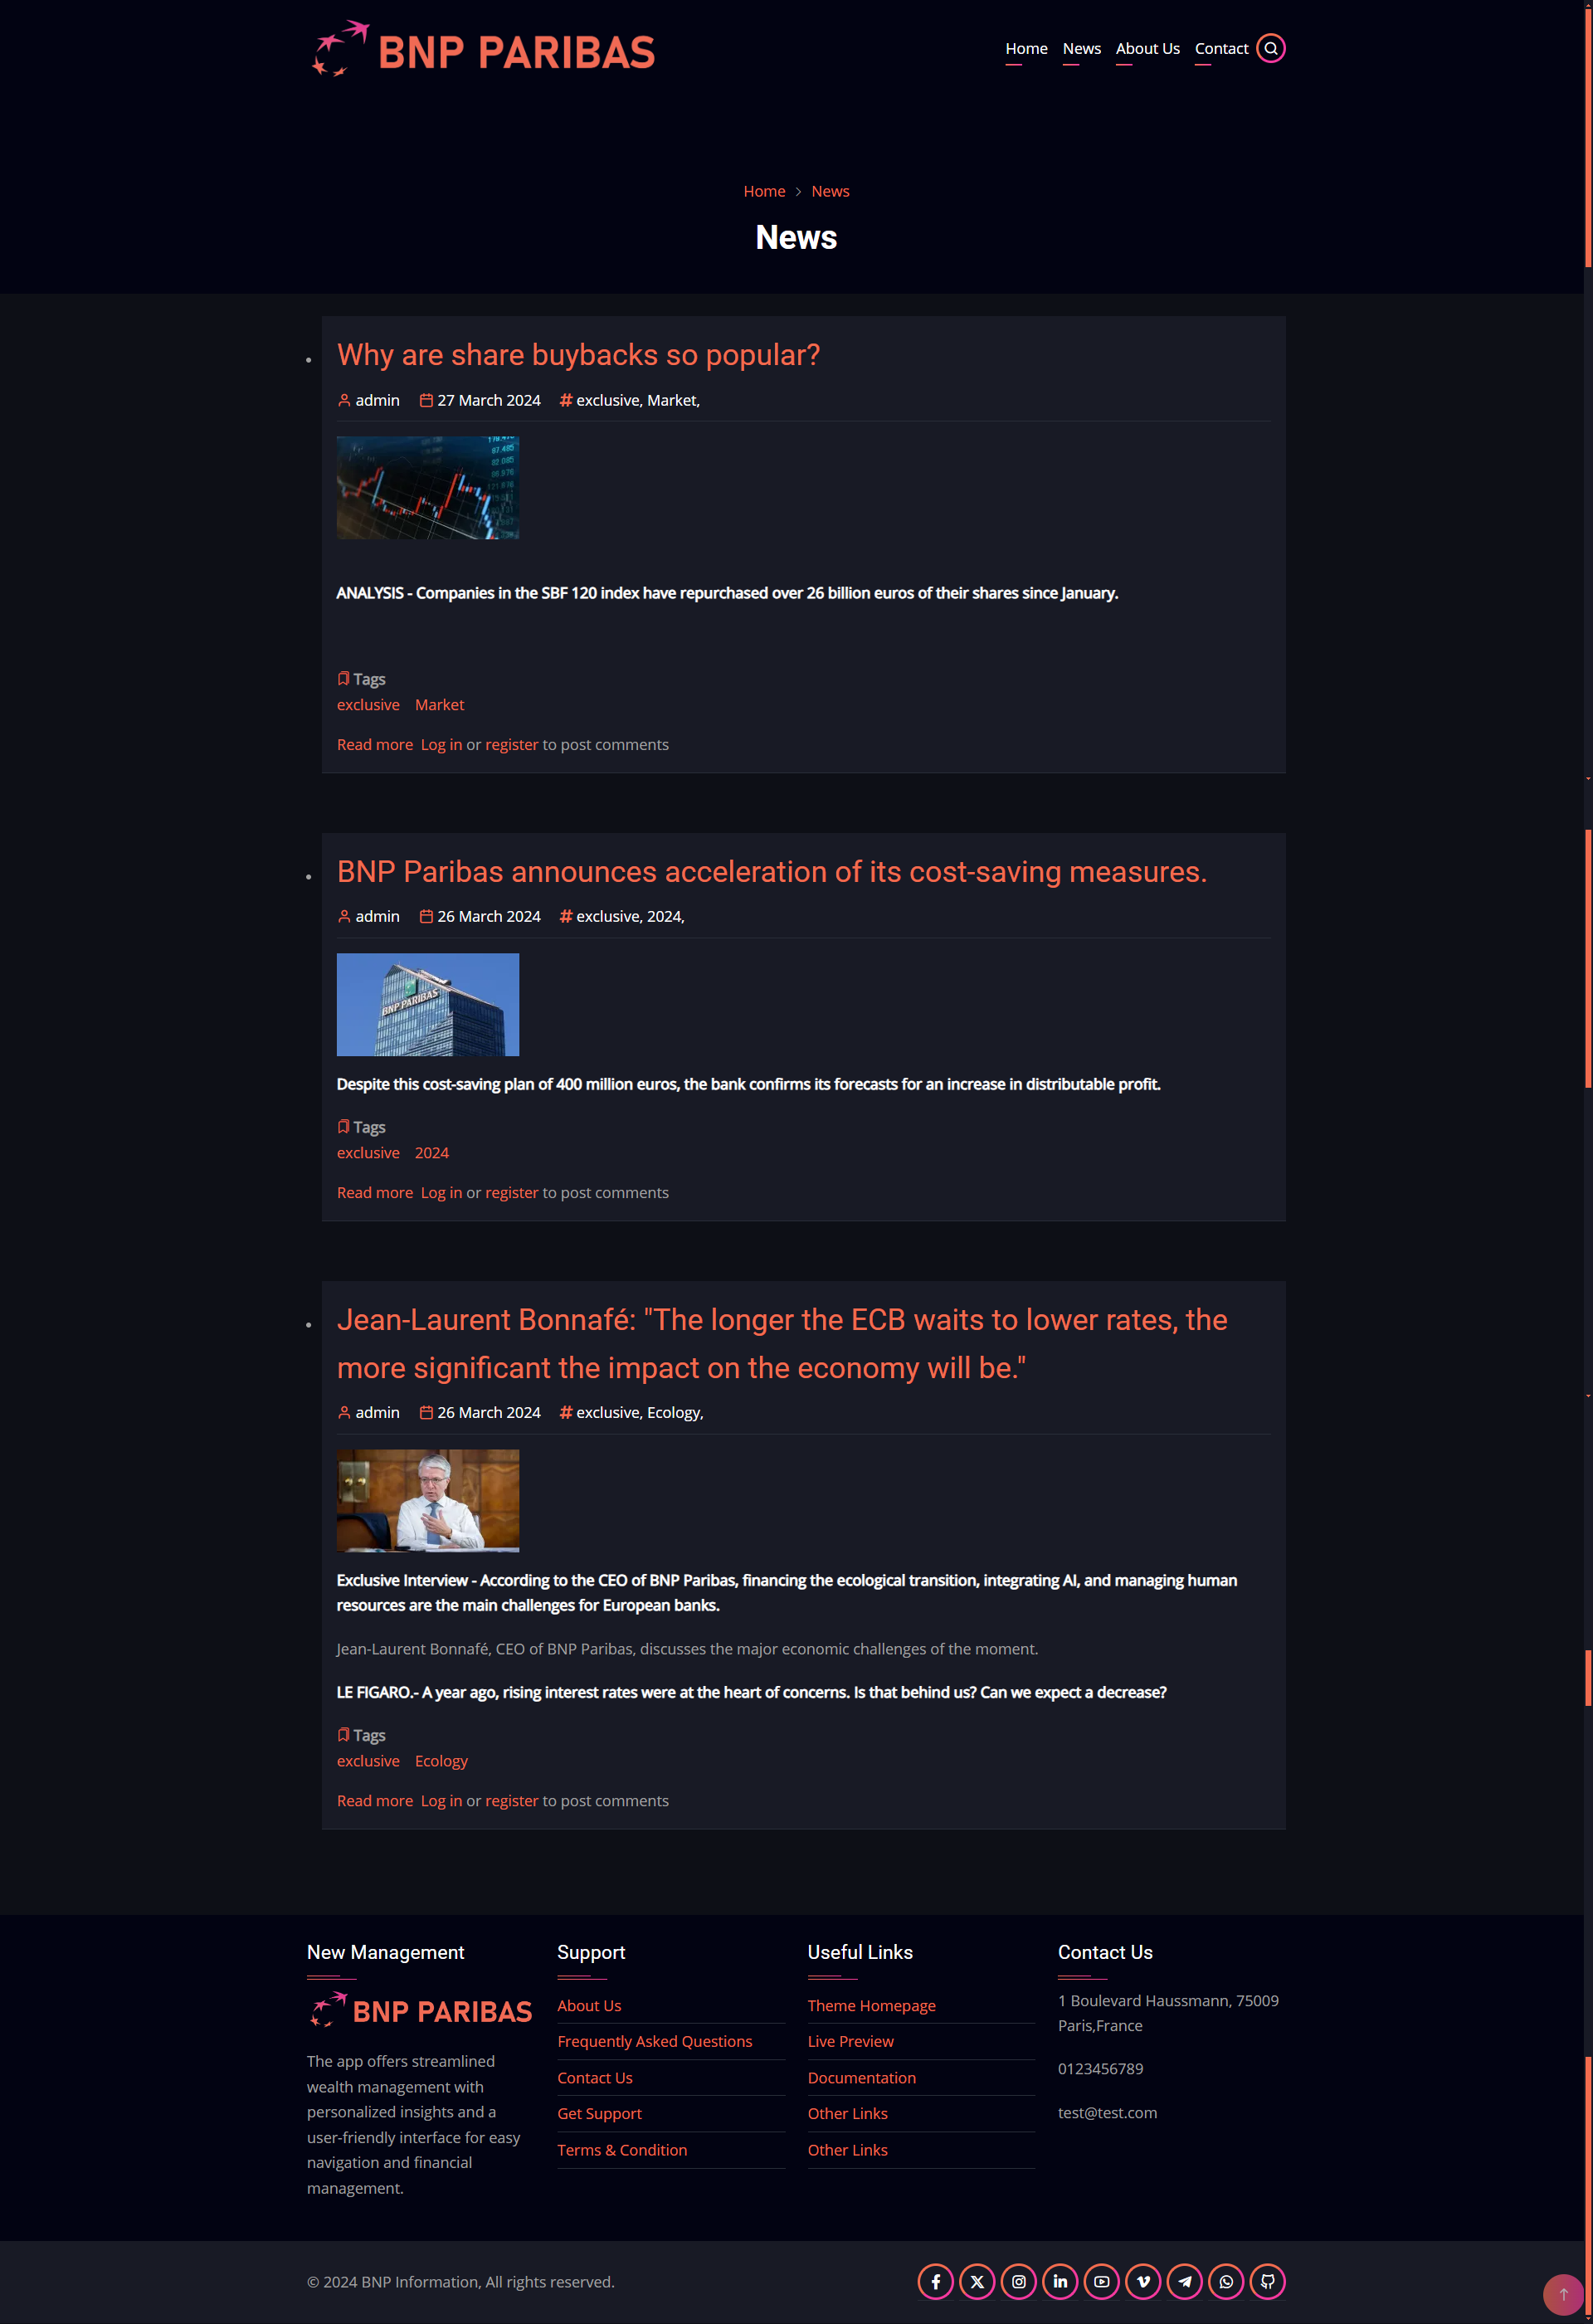 BNP PARIBAS
Home News About Us Contact
Home > News
News
Why are share buybacks so popular?
admin 27 March 2024 # exclusive, Market,
87.485
ANALYSIS - Companies in the SBF 120 index have repurchased over 26 billion euros of their shares since January.
Tags
exclusive Market
Read more Log in or register to post comments
BNP Paribas announces acceleration of its cost-saving measures.
admin 26 March 2024 # exclusive, 2024,
BNP PARIBAS
Despite this cost-saving plan of 400 million euros, the bank confirms its forecasts for an increase in distributable profit.
Tags
exclusive 2024
Read more Log in or register to post comments
Jean-Laurent Bonnafé: "The longer the ECB waits to lower rates, the
more significant the impact on the economy will be."
admin 26 March 2024 # exclusive, Ecology,
Exclusive Interview - According to the CEO of BNP Paribas, financing the ecological transition, integrating AI, and managing human
resources are the main challenges for European banks.
Jean-Laurent Bonnafé, CEO of BNP Paribas, discusses the major economic challenges of the moment.
LE FIGARO.- A year ago, rising interest rates were at the heart of concerns. Is that behind us? Can we expect a decrease?
Tags
exclusive Ecology
Read more Log in or register to post comments
New Management
BNP PARIBAS
The app offers streamlined
wealth management with
personalized insights and a
user-friendly interface for easy
navigation and financial
management.
Support
About Us
Frequently Asked Questions
Contact Us
Get Support
Terms & Condition
Useful Links
Theme Homepage
Live Preview
Documentation
Other Links
Other Links
Contact Us
1 Boulevard Haussmann, 75009
Paris,France
0123456789
test@test.com
© 2024 BNP Information, All rights reserved.